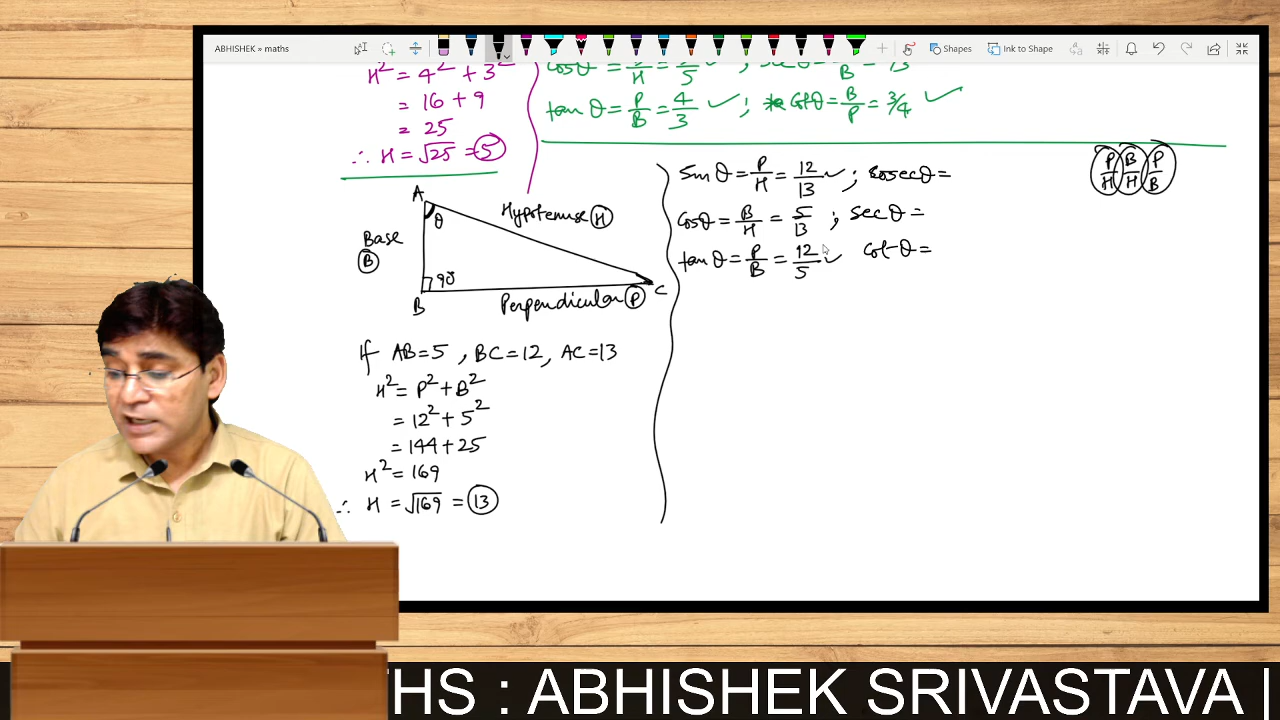 ABHISHEK » maths
Shapes
Ink to Shape
H² = 4² + 3²
= 16 + 9
= 25
∴ H = √25 = 5
tan θ = P/B = 4/3 ✓ ; cot θ = B/P = 3/4 ✓
P/H B/H P/B
A
θ
Hypotenuse H
Base
B
90°
B
Perpendicular P
C
If AB=5 , BC=12, AC=13
H² = P² + B²
= 12² + 5²
= 144 + 25
H² = 169
∴ H = √169 = 13
sin θ = P/H = 12/13 ✓ ; cosec θ =
cos θ = B/H = 5/13 ; sec θ =
tan θ = P/B = 12/5 ✓ cot θ =
THS : ABHISHEK SRIVASTAVA |